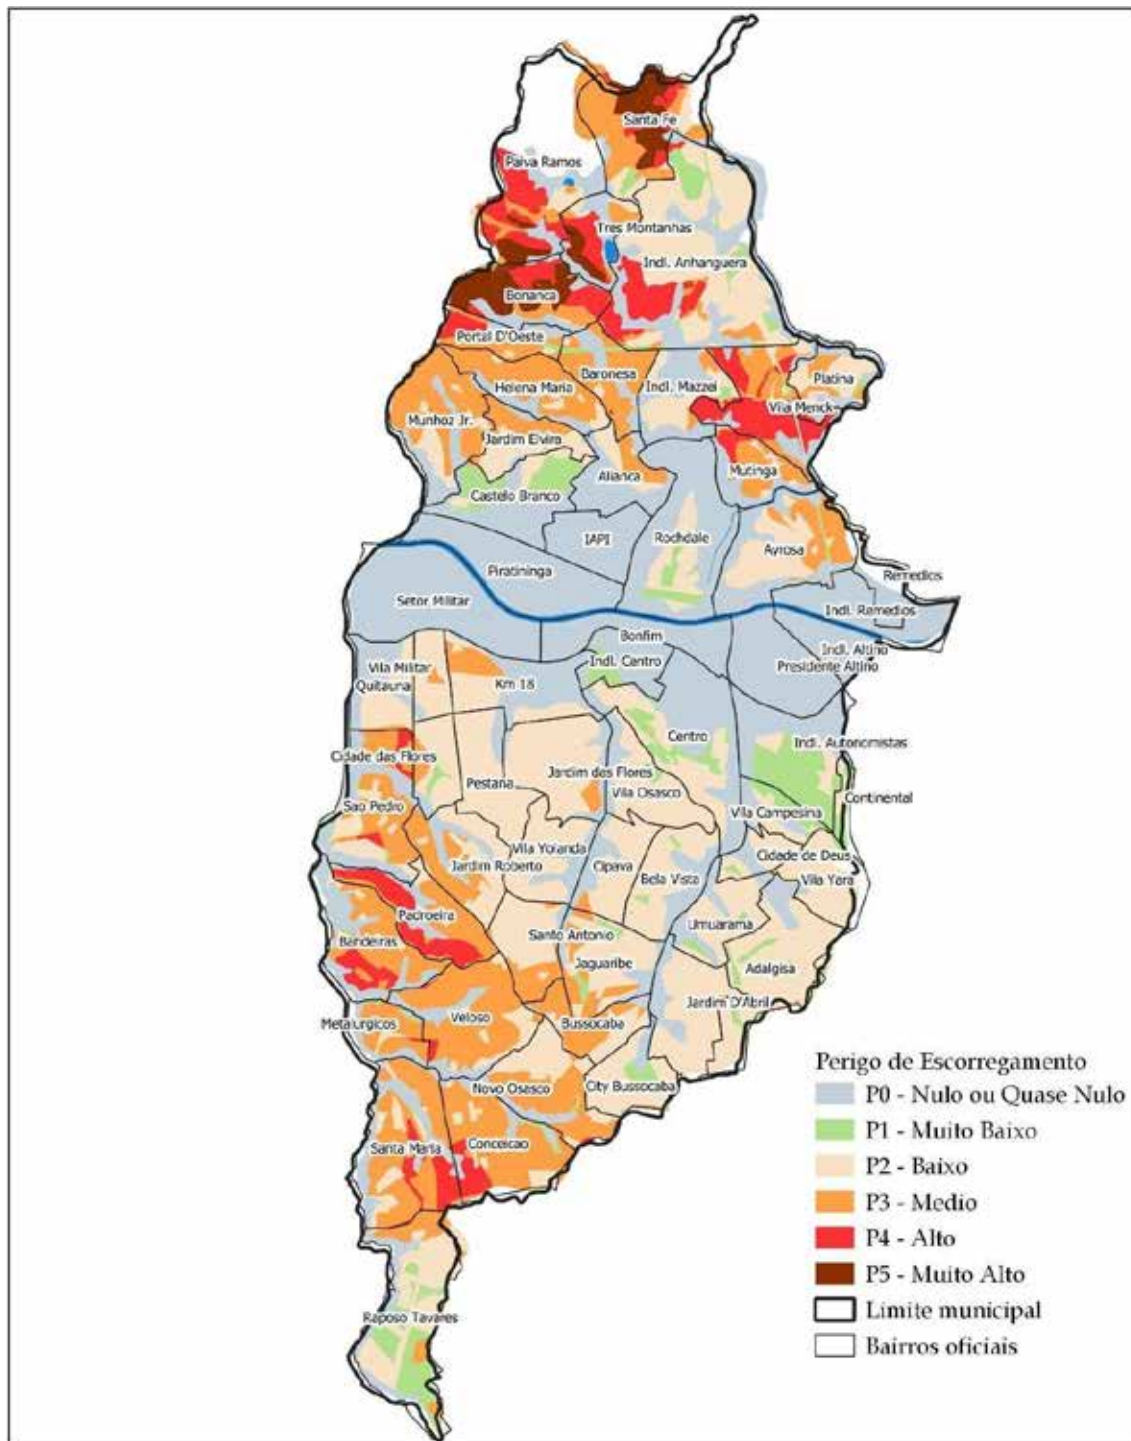 Santa Fe
Paiva Ramos
Tres Montanhas
Indl. Anhanguera
Bonanca
Portal D'Oeste
Baronesa
Platina
Helena Maria
Indl. Mazzei
Vila Menck
Munhoz Jr.
Jardim Elvira
Alianca
Mutinga
Castelo Branco
IAPI
Rochdale
Ayrosa
Piratininga
Remedios
Setor Militar
Indl. Remedios
Bonfim
Indl. Altino
Vila Militar
Indl. Centro
Presidente Altino
Quitauna
Km 18
Centro
Indl. Autonomistas
Cidade das Flores
Jardim das Flores
Pestana
Vila Osasco
Continental
Sao Pedro
Vila Campesina
Vila Yolanda
Cidade de Deus
Jardim Roberto
Cipava
Bela Vista
Vila Yara
Padroeira
Umuarama
Bandeiras
Santo Antonio
Jaguaribe
Adalgisa
Jardim D'Abril
Metalurgicos
Veloso
Bussocaba
Novo Osasco
City Bussocaba
Santa Maria
Conceicao
Raposo Tavares
Perigo de Escorregamento
P0 - Nulo ou Quase Nulo
P1 - Muito Baixo
P2 - Baixo
P3 - Medio
P4 - Alto
P5 - Muito Alto
Limite municipal
Bairros oficiais